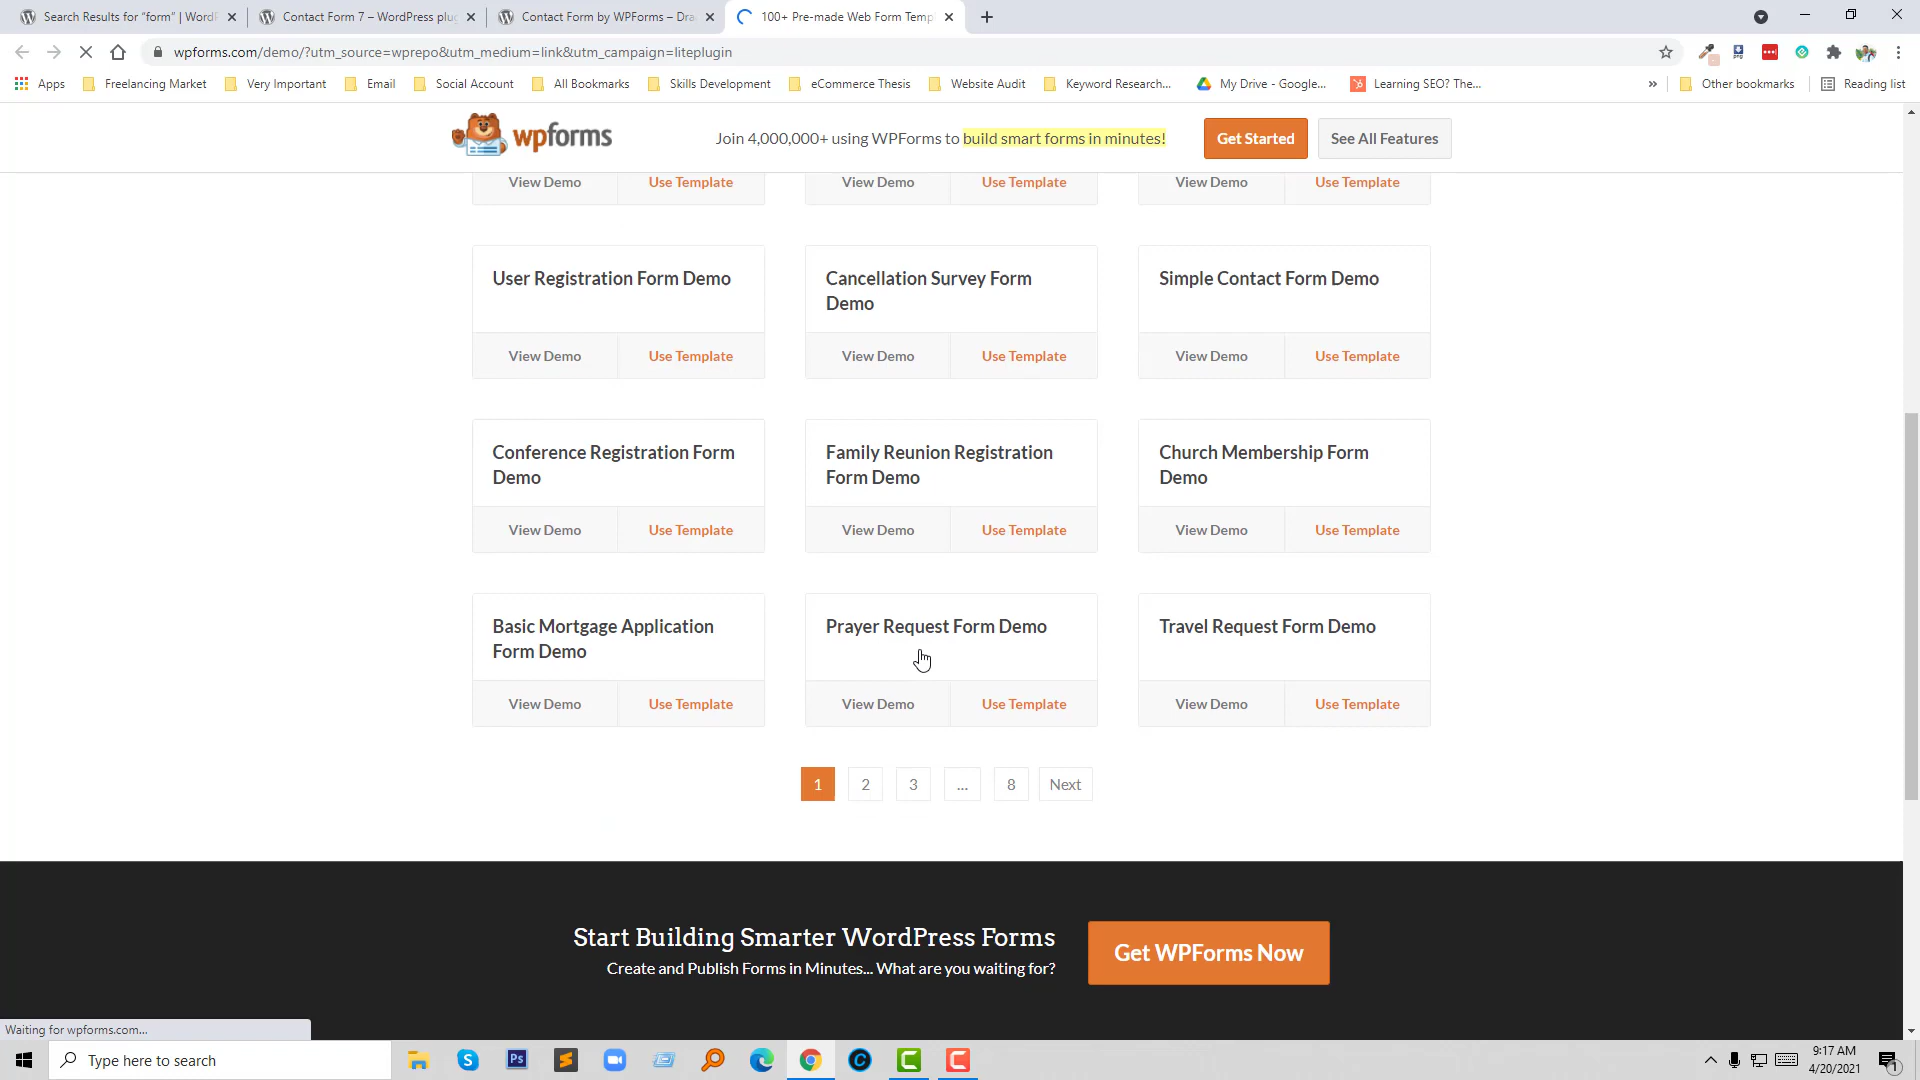 Search Results for “form” | WordF
Contact Form 7 – WordPress plug
Contact Form by WPForms – Dra
100+ Pre-made Web Form Temp
wpforms.com/demo/?utm_source=wprepo&utm_medium=link&utm_campaign=liteplugin
Apps Freelancing Market Very Important Email Social Account All Bookmarks Skills Development eCommerce Thesis Website Audit Keyword Research... My Drive - Google... Learning SEO? The... » Other bookmarks Reading list
wpforms Join 4,000,000+ using WPForms to build smart forms in minutes! Get Started See All Features
View Demo Use Template View Demo Use Template View Demo Use Template
User Registration Form Demo
Cancellation Survey Form
Demo
Simple Contact Form Demo
View Demo Use Template View Demo Use Template View Demo Use Template
Conference Registration Form
Demo
Family Reunion Registration
Form Demo
Church Membership Form
Demo
View Demo Use Template View Demo Use Template View Demo Use Template
Basic Mortgage Application
Form Demo
Prayer Request Form Demo
Travel Request Form Demo
View Demo Use Template View Demo Use Template View Demo Use Template
1 2 3 ... 8 Next
Start Building Smarter WordPress Forms
Create and Publish Forms in Minutes... What are you waiting for?
Get WPForms Now
Waiting for wpforms.com...
Type here to search
Ps
9:17 AM
4/20/2021